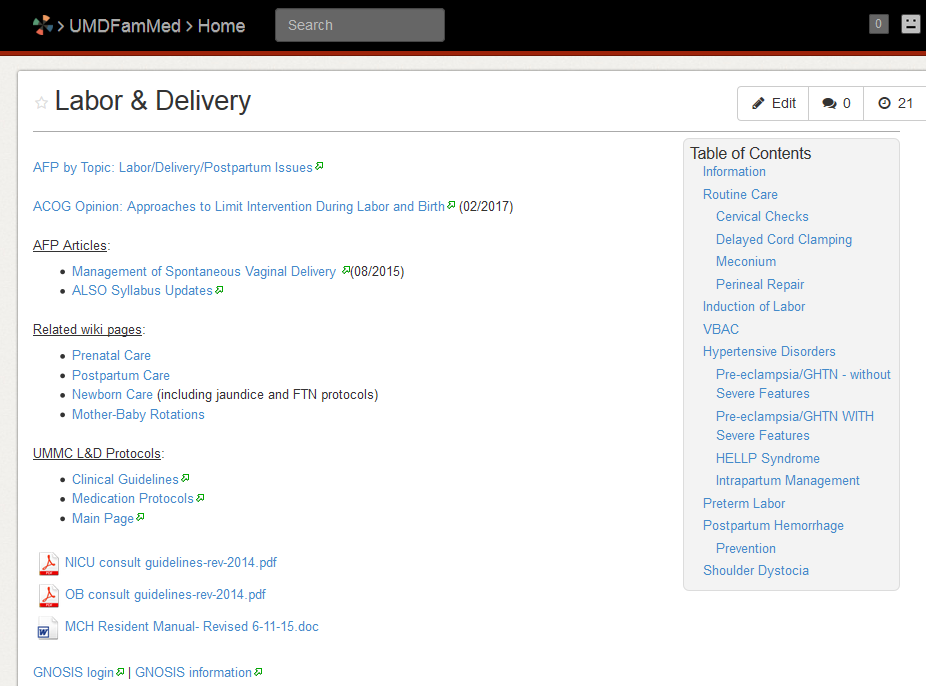 > UMDFamMed > Home
Search
0
Labor & Delivery
Edit
0
21
AFP by Topic: Labor/Delivery/Postpartum Issues
ACOG Opinion: Approaches to Limit Intervention During Labor and Birth (02/2017)
AFP Articles:
• Management of Spontaneous Vaginal Delivery (08/2015)
• ALSO Syllabus Updates
Related wiki pages:
• Prenatal Care
• Postpartum Care
• Newborn Care (including jaundice and FTN protocols)
• Mother-Baby Rotations
UMMC L&D Protocols:
• Clinical Guidelines
• Medication Protocols
• Main Page
NICU consult guidelines-rev-2014.pdf
OB consult guidelines-rev-2014.pdf
MCH Resident Manual- Revised 6-11-15.doc
GNOSIS login | GNOSIS information
Table of Contents
Information
Routine Care
Cervical Checks
Delayed Cord Clamping
Meconium
Perineal Repair
Induction of Labor
VBAC
Hypertensive Disorders
Pre-eclampsia/GHTN - without
Severe Features
Pre-eclampsia/GHTN WITH
Severe Features
HELLP Syndrome
Intrapartum Management
Preterm Labor
Postpartum Hemorrhage
Prevention
Shoulder Dystocia